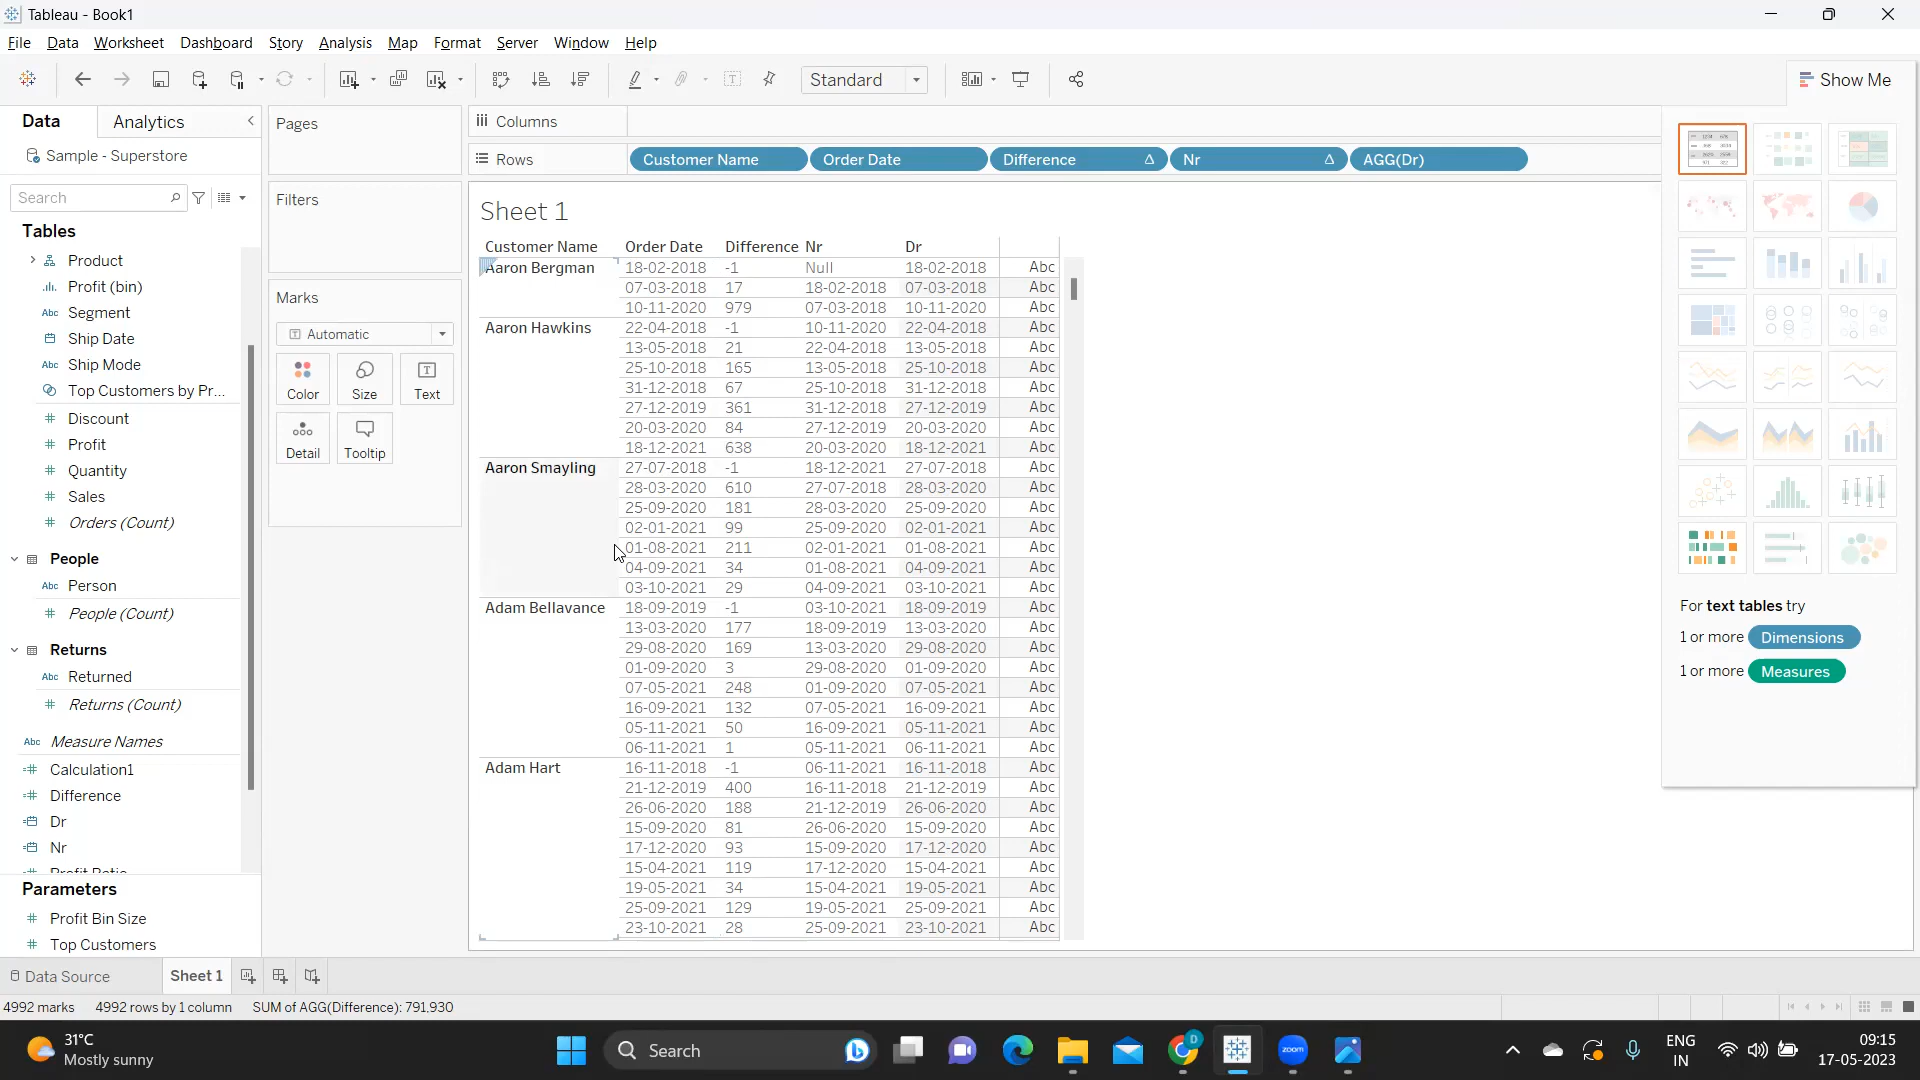 Tableau - Book1
File Data Worksheet Dashboard Story Analysis Map Format Server Window Help
Standard
Show Me
Data Analytics
Sample - Superstore
Search
Tables
Product
Profit (bin)
Abc Segment
Ship Date
Abc Ship Mode
Top Customers by Pr...
Discount
Profit
Quantity
Sales
Orders (Count)
People
Abc Person
People (Count)
Returns
Abc Returned
Returns (Count)
Abc Measure Names
Calculation1
Difference
Dr
Nr
Parameters
Profit Bin Size
Top Customers
Pages
Filters
Marks
Automatic
Color Size Text
Detail Tooltip
Columns
Rows Customer Name Order Date Difference Δ Nr Δ AGG(Dr)
Sheet 1
Customer Name Order Date Difference Nr Dr
Aaron Bergman 18-02-2018 -1 Null 18-02-2018 Abc
07-03-2018 17 18-02-2018 07-03-2018 Abc
10-11-2020 979 07-03-2018 10-11-2020 Abc
Aaron Hawkins 22-04-2018 -1 10-11-2020 22-04-2018 Abc
13-05-2018 21 22-04-2018 13-05-2018 Abc
25-10-2018 165 13-05-2018 25-10-2018 Abc
31-12-2018 67 25-10-2018 31-12-2018 Abc
27-12-2019 361 31-12-2018 27-12-2019 Abc
20-03-2020 84 27-12-2019 20-03-2020 Abc
18-12-2021 638 20-03-2020 18-12-2021 Abc
Aaron Smayling 27-07-2018 -1 18-12-2021 27-07-2018 Abc
28-03-2020 610 27-07-2018 28-03-2020 Abc
25-09-2020 181 28-03-2020 25-09-2020 Abc
02-01-2021 99 25-09-2020 02-01-2021 Abc
01-08-2021 211 02-01-2021 01-08-2021 Abc
04-09-2021 34 01-08-2021 04-09-2021 Abc
03-10-2021 29 04-09-2021 03-10-2021 Abc
Adam Bellavance 18-09-2019 -1 03-10-2021 18-09-2019 Abc
13-03-2020 177 18-09-2019 13-03-2020 Abc
29-08-2020 169 13-03-2020 29-08-2020 Abc
01-09-2020 3 29-08-2020 01-09-2020 Abc
07-05-2021 248 01-09-2020 07-05-2021 Abc
16-09-2021 132 07-05-2021 16-09-2021 Abc
05-11-2021 50 16-09-2021 05-11-2021 Abc
06-11-2021 1 05-11-2021 06-11-2021 Abc
Adam Hart 16-11-2018 -1 06-11-2021 16-11-2018 Abc
21-12-2019 400 16-11-2018 21-12-2019 Abc
26-06-2020 188 21-12-2019 26-06-2020 Abc
15-09-2020 81 26-06-2020 15-09-2020 Abc
17-12-2020 93 15-09-2020 17-12-2020 Abc
15-04-2021 119 17-12-2020 15-04-2021 Abc
19-05-2021 34 15-04-2021 19-05-2021 Abc
25-09-2021 129 19-05-2021 25-09-2021 Abc
23-10-2021 28 25-09-2021 23-10-2021 Abc
For text tables try
1 or more Dimensions
1 or more Measures
Data Source Sheet 1
4992 marks 4992 rows by 1 column SUM of AGG(Difference): 791,930
31°C
Mostly sunny
Search
zoom
ENG
IN
09:15
17-05-2023